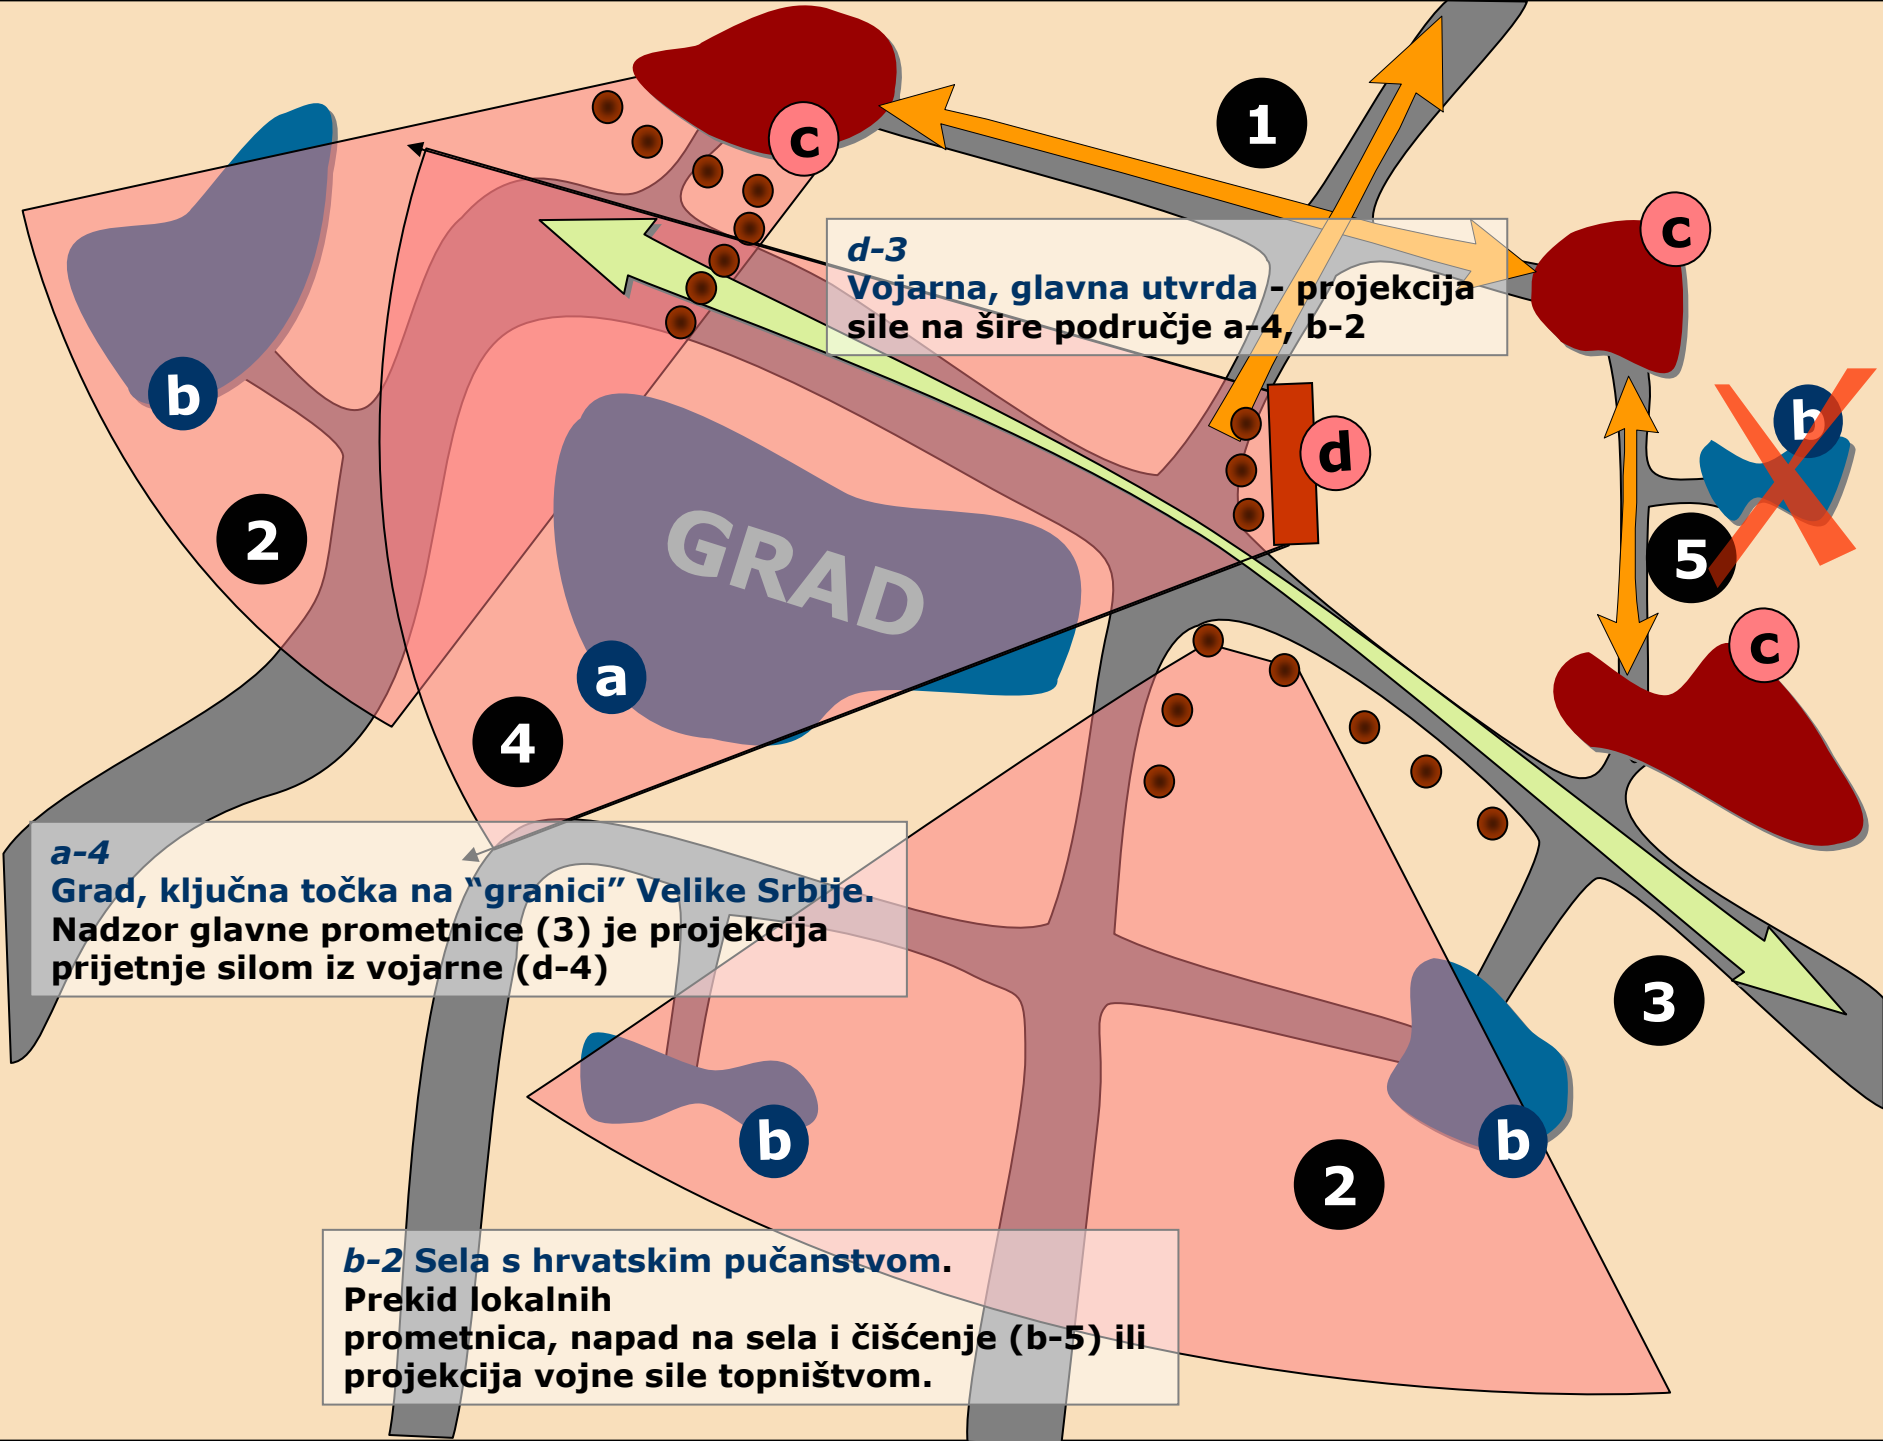 c
1
c
d-3
Vojarna, glavna utvrda - projekcija
sile na šire područje a-4, b-2
b
b
d
2
GRAD
5
a
c
4
a-4
Grad, ključna točka na “granici” Velike Srbije.
Nadzor glavne prometnice (3) je projekcija
prijetnje silom iz vojarne (d-4)
3
b
b
2
b-2 Sela s hrvatskim pučanstvom.
Prekid lokalnih
prometnica, napad na sela i čišćenje (b-5) ili
projekcija vojne sile topništvom.